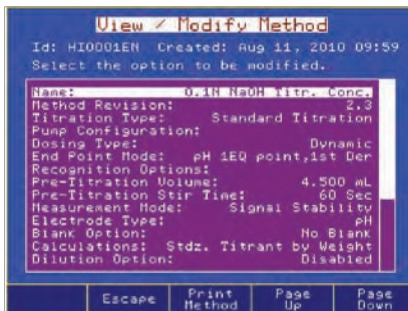 View / Modify Method
Id: HI0001EN Created: Aug 11, 2010 09:59
Select the option to be modified.
Name: 0.1N NaOH Titr. Conc.
Method Revision: 2.3
Titration Type: Standard Titration
Pump Configuration:
Dosing Type: Dynamic
End Point Mode: pH 1EQ point,1st Der
Recognition Options:
Pre-Titration Volume: 4.500 mL
Pre-Titration Stir Time: 60 Sec
Measurement Mode: Signal Stability
Electrode Type: pH
Blank Option: No Blank
Calculations: Stdz. Titrant by Weight
Dilution Option: Disabled
Escape Print Method Page Up Page Down